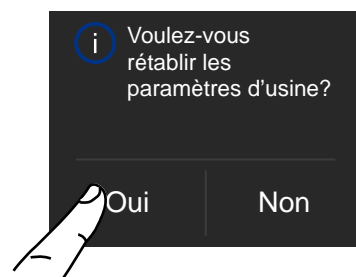 i
Voulez-vous
rétablir les
paramètres d'usine?
Oui
Non